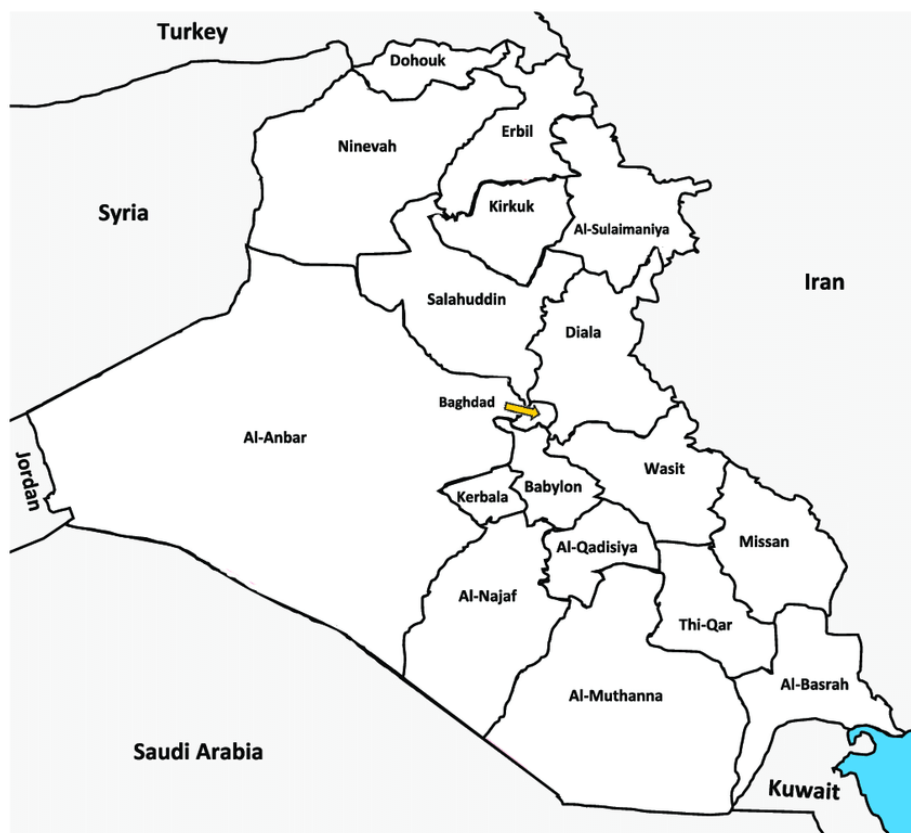 Turkey
Dohouk
Erbil
Ninevah
Kirkuk
Syria
Al-Sulaimaniya
Iran
Salahuddin
Diala
Baghdad
Al-Anbar
Jordan
Wasit
Kerbala
Babylon
Missan
Al-Qadisiya
Al-Najaf
Thi-Qar
Al-Basrah
Al-Muthanna
Saudi Arabia
Kuwait